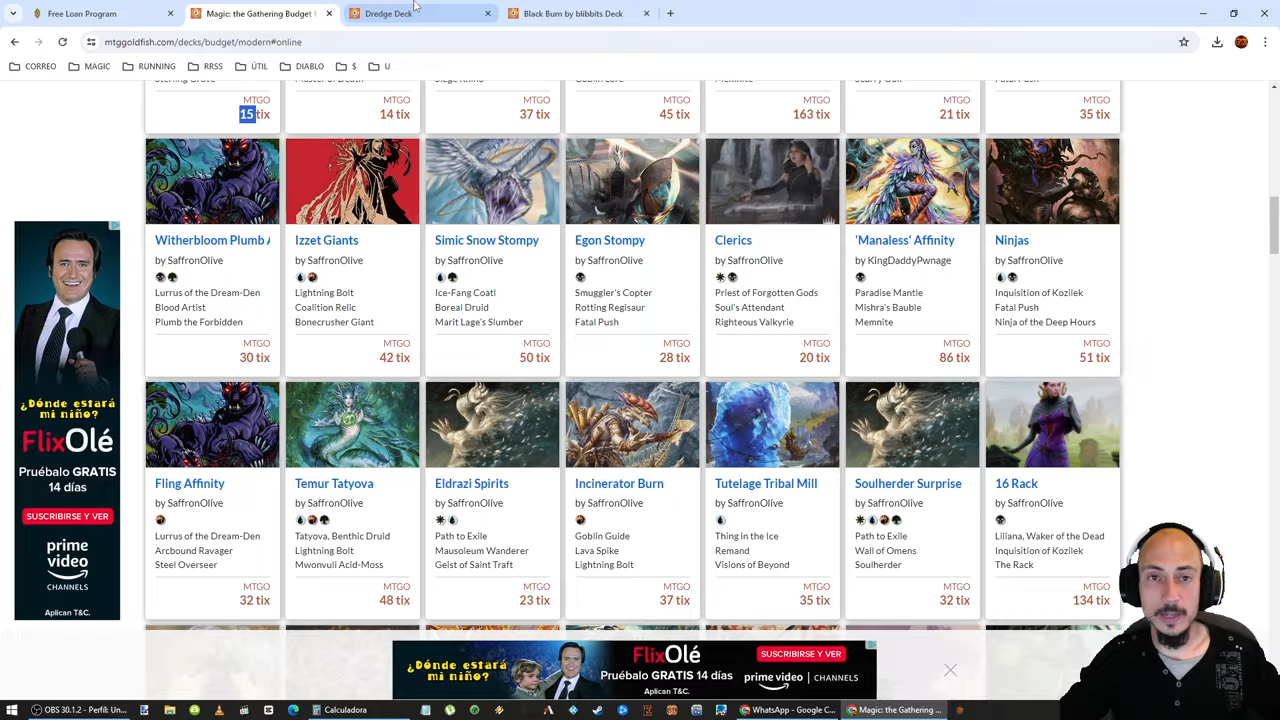 Free Loan Program
Magic: the Gathering Budget M
Dredge Deck
Black Burn by blibbits Deck
mtggoldfish.com/decks/budget/modern#online
CORREO
MAGIC
RUNNING
RRSS
ÚTIL
DIABLO
$
U
MTGO MTGO MTGO MTGO MTGO MTGO MTGO
15 tix 14 tix 37 tix 45 tix 163 tix 21 tix 35 tix
Witherbloom Plumb A
by SaffronOlive
Lurrus of the Dream-Den
Blood Artist
Plumb the Forbidden
MTGO
30 tix
Izzet Giants
by SaffronOlive
Lightning Bolt
Coalition Relic
Bonecrusher Giant
MTGO
42 tix
Simic Snow Stompy
by SaffronOlive
Ice-Fang Coatl
Boreal Druid
Marit Lage's Slumber
MTGO
50 tix
Egon Stompy
by SaffronOlive
Smuggler's Copter
Rotting Regisaur
Fatal Push
MTGO
28 tix
Clerics
by SaffronOlive
Priest of Forgotten Gods
Soul's Attendant
Righteous Valkyrie
MTGO
20 tix
'Manaless' Affinity
by KingDaddyPwnage
Paradise Mantle
Mishra's Bauble
Memnite
MTGO
86 tix
Ninjas
by SaffronOlive
Inquisition of Kozilek
Fatal Push
Ninja of the Deep Hours
MTGO
51 tix
Fling Affinity
by SaffronOlive
Lurrus of the Dream-Den
Arcbound Ravager
Steel Overseer
MTGO
32 tix
Temur Tatyova
by SaffronOlive
Tatyova, Benthic Druid
Lightning Bolt
Mwonvuli Acid-Moss
MTGO
48 tix
Eldrazi Spirits
by SaffronOlive
Path to Exile
Mausoleum Wanderer
Geist of Saint Traft
MTGO
23 tix
Incinerator Burn
by SaffronOlive
Goblin Guide
Lava Spike
Lightning Bolt
MTGO
37 tix
Tutelage Tribal Mill
by SaffronOlive
Thing in the Ice
Remand
Visions of Beyond
MTGO
35 tix
Soulherder Surprise
by SaffronOlive
Path to Exile
Wall of Omens
Soulherder
MTGO
32 tix
16 Rack
by SaffronOlive
Liliana, Waker of the Dead
Inquisition of Kozilek
The Rack
MTGO
134 tix
¿Dónde estará
mi niño?
FlixOlé
Pruébalo GRATIS
14 días
SUSCRIBIRSE Y VER
prime
video
CHANNELS
Aplican T&C.
¿Dónde estará
mi niño?
FlixOlé
Pruébalo GRATIS 14 días
Aplican T&C.
SUSCRIBIRSE Y VER
prime video | CHANNELS
OBS 30.1.2 - Perfil: Un...
Calculadora
WhatsApp - Google C...
Magic: the Gathering ...